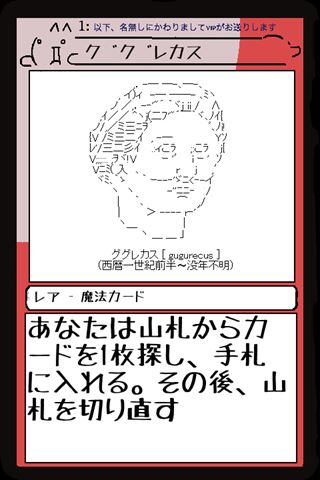 ^^ 1: 以下、名無しにかわりましてVIPがお送りします
グ グ レカス
ググレカス [ gugurecus ]
(西暦一世紀前半～没年不明)
レア - 魔法カード
あなたは山札からカ
ードを1枚探し、手札
に入れる。その後、山
札を切り直す